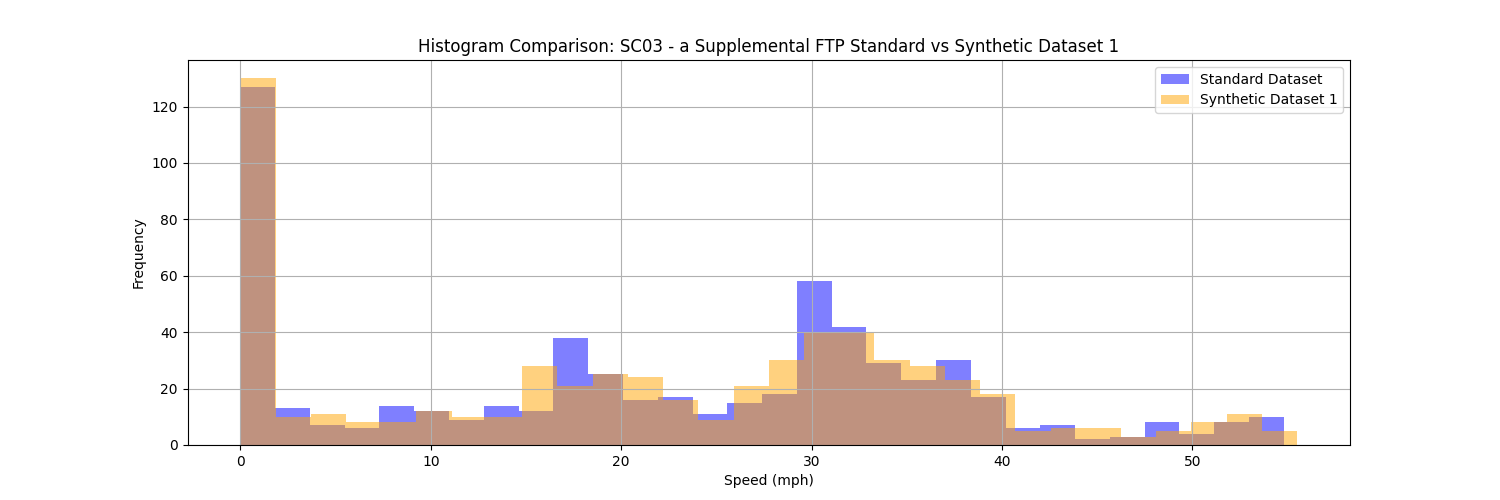 Histogram Comparison: SC03 - a Supplemental FTP Standard vs Synthetic Dataset 1
Standard Dataset
Synthetic Dataset 1
Frequency
120
100
80
60
40
20
0
0 10 20 30 40 50
Speed (mph)